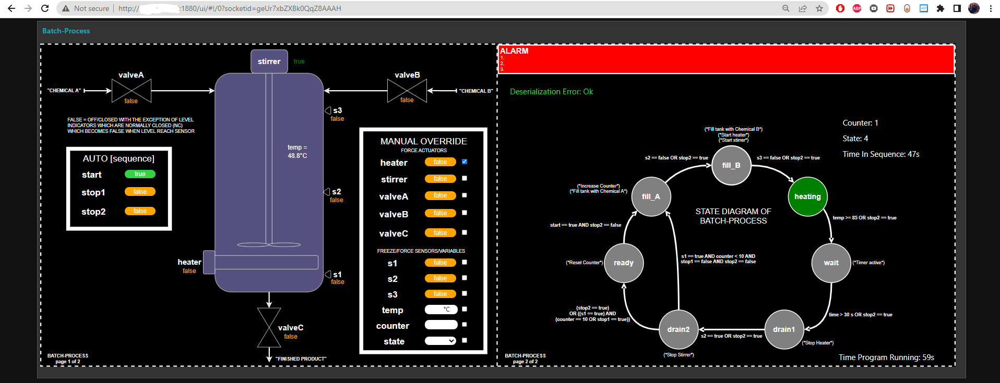 Not secure
http://
:1880/ui/#!/0?socketid=geUr7xbZXBk0QqZ8AAAH
ABP
Batch-Process
stirrer
true
valveA
false
"CHEMICAL A"
valveB
false
"CHEMICAL B"
s3
false
FALSE = OFF/CLOSED WITH THE EXCEPTION OF LEVEL
INDICATORS WHICH ARE NORMALLY CLOSED (NC)
WHICH BECOMES FALSE WHEN LEVEL REACH SENSOR
AUTO [sequence]
start true
stop1 false
stop2 false
temp =
48.8°C
s2
false
heater
false
s1
false
valveC
false
"FINISHED PRODUCT"
BATCH-PROCESS
page 1 of 2
MANUAL OVERRIDE
FORCE ACTUATORS
heater false
stirrer false
valveA false
valveB false
valveC false
FREEZE/FORCE SENSORS/VARIABLES
s1 false
s2 false
s3 false
temp °C
counter
state
ALARM
1.
2.
3.
Deserialization Error: Ok
Counter: 1
State: 4
Time In Sequence: 47s
(*Fill tank with Chemical B*)
(*Start heater*)
(*Start stirrer*)
s2 == false OR stop2 == true
fill_B
s3 == false OR stop2 == true
(*Increase Counter*)
(*Fill tank with Chemical A*)
fill_A
heating
STATE DIAGRAM OF
BATCH-PROCESS
temp >= 85 OR stop2 == true
start == true AND stop2 == false
s1 == true AND counter < 10 AND
stop1 == false AND stop2 == false
(*Reset Counter*)
ready
wait
(*Timer active*)
(stop2 == true)
OR ((s1 == true) AND
(counter == 10 OR stop1 == true))
time > 30 s OR stop2 == true
drain2
s2 == true OR stop2 == true
drain1
(*Stop Heater*)
(*Stop Stirrer*)
BATCH-PROCESS
page 2 of 2
Time Program Running: 59s